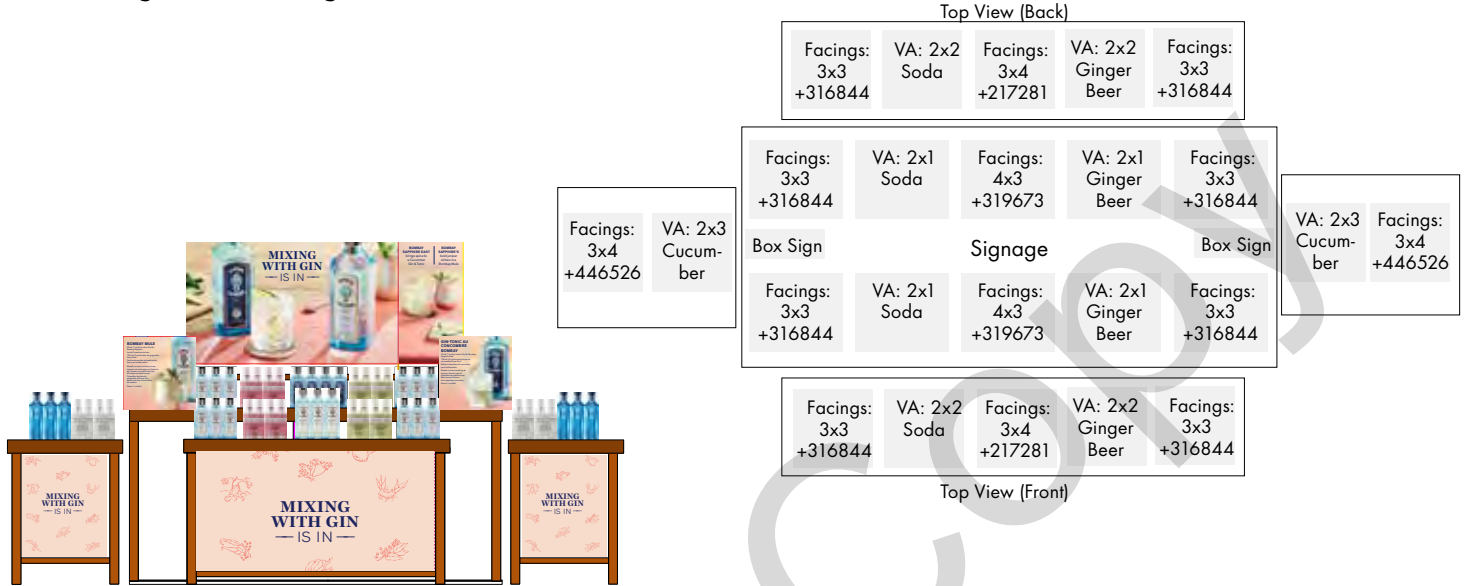 Top View (Back)
Facings:
3x3
+316844
VA: 2x2
Soda
Facings:
3x4
+217281
VA: 2x2
Ginger
Beer
Facings:
3x3
+316844
Facings:
3x3
+316844
VA: 2x1
Soda
Facings:
4x3
+319673
VA: 2x1
Ginger
Beer
Facings:
3x3
+316844
Facings:
3x4
+446526
VA: 2x3
Cucum-
ber
Box Sign
Signage
Box Sign
VA: 2x3
Cucum-
ber
Facings:
3x4
+446526
Facings:
3x3
+316844
VA: 2x1
Soda
Facings:
4x3
+319673
VA: 2x1
Ginger
Beer
Facings:
3x3
+316844
Facings:
3x3
+316844
VA: 2x2
Soda
Facings:
3x4
+217281
VA: 2x2
Ginger
Beer
Facings:
3x3
+316844
Top View (Front)
Copy
MIXING
WITH GIN
IS IN
BOMBAY
SAPPHIRE EAST
BOMBAY
SAPPHIRE'S
BOMBAY MULE
GIN-TONIC AU
CONCOMBRE
BOMBAY
MIXING
WITH GIN
IS IN
MIXING
WITH GIN
IS IN
MIXING
WITH GIN
IS IN